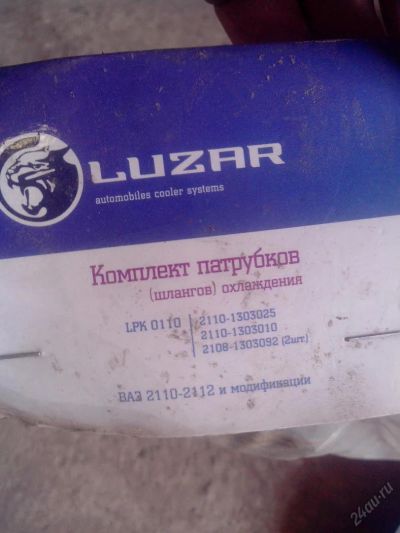 LUZAR
automobiles cooler systems
Комплект патрубков
(шлангов) охлаждения
LPK 0110
2110-1303025
2110-1303010
2108-1303092 (2шт.)
ВАЗ 2110-2112 и модификации
24au.ru